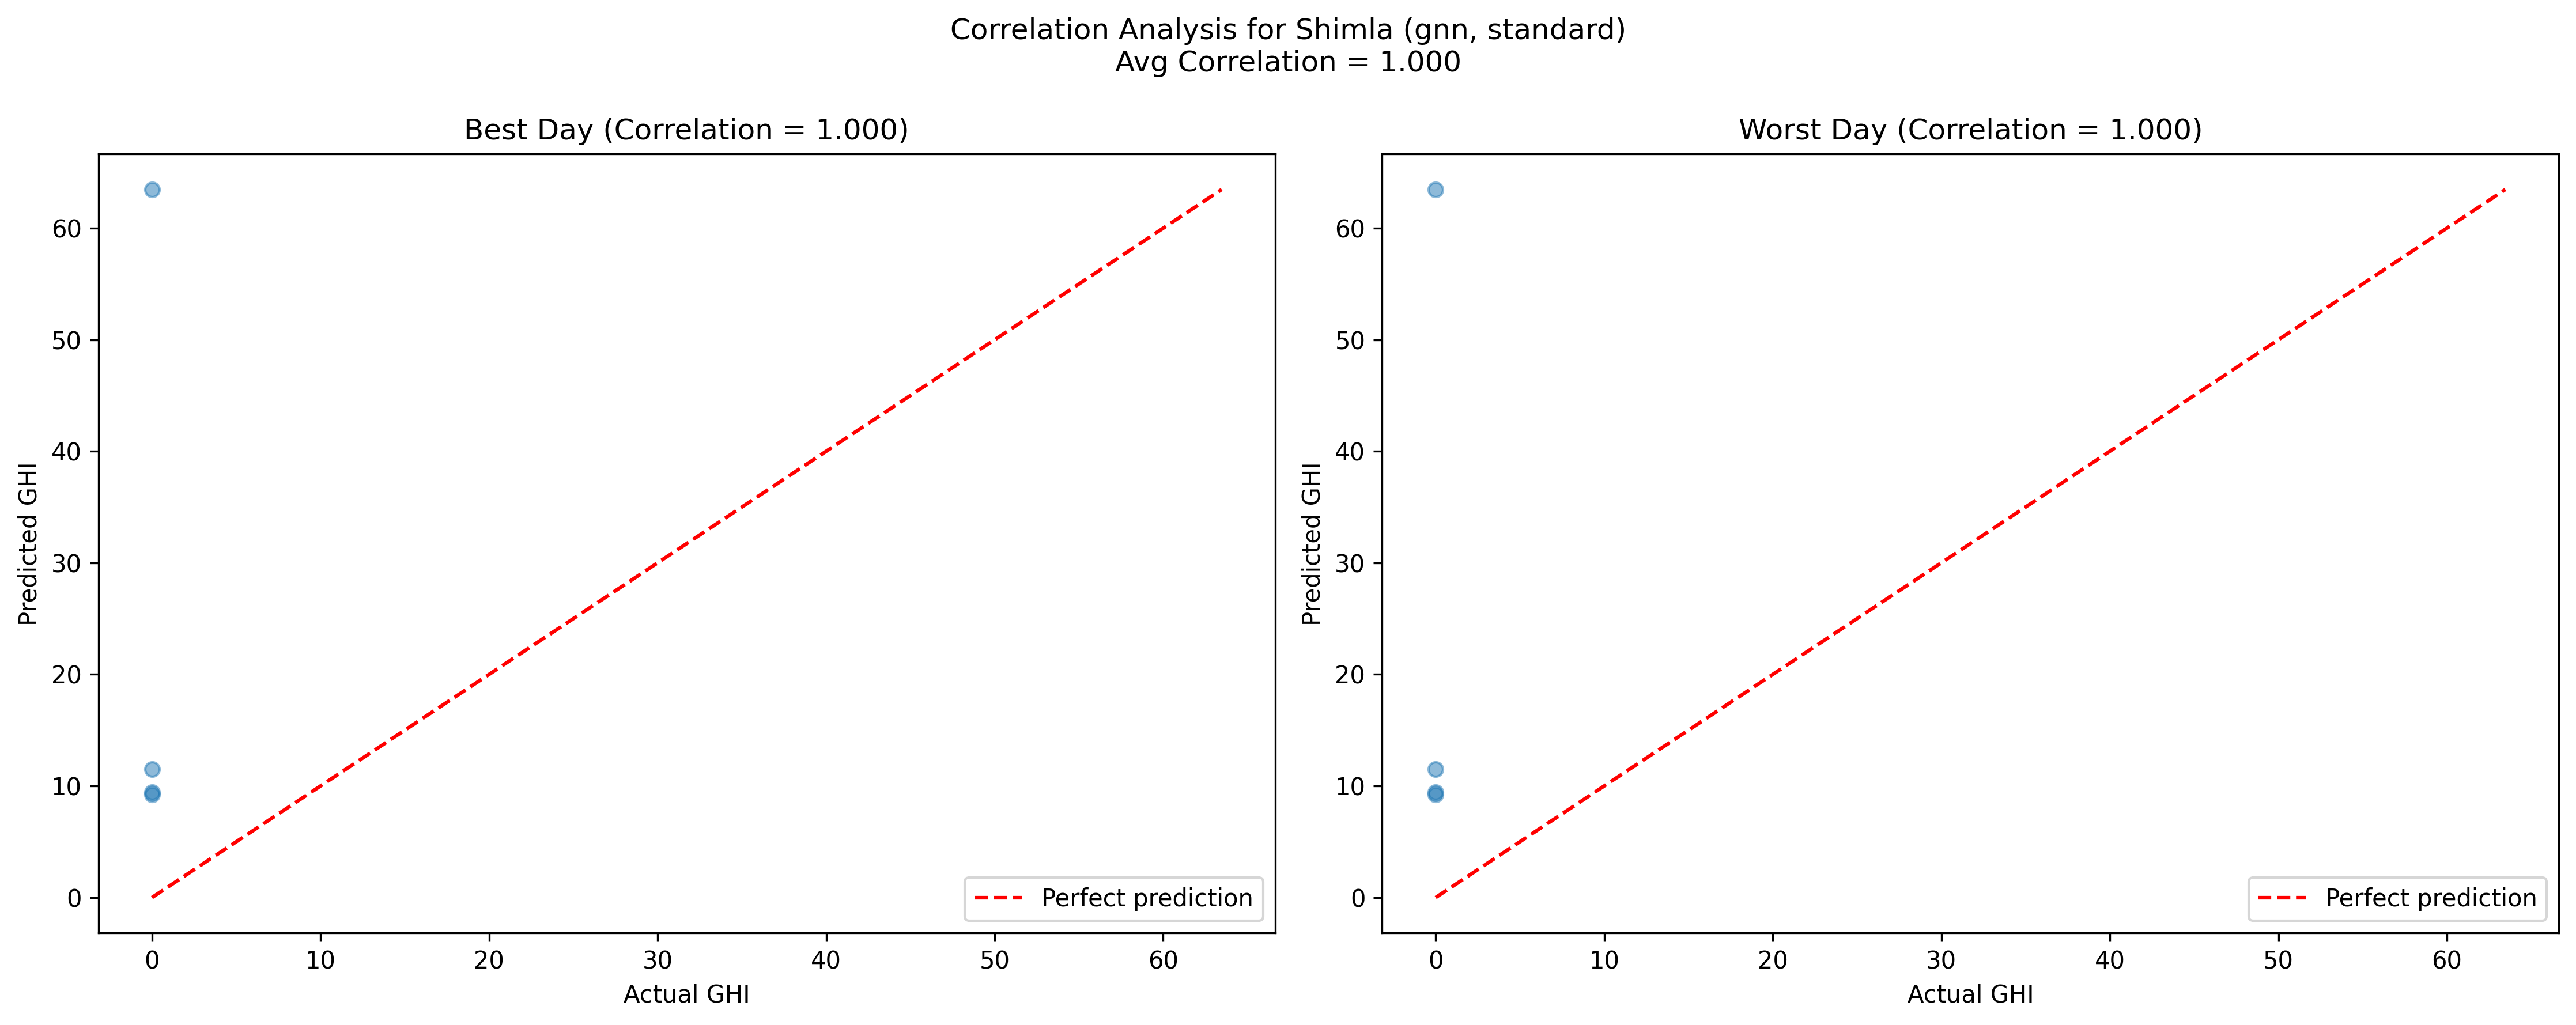 Correlation Analysis for Shimla (gnn, standard)
Avg Correlation = 1.000
Best Day (Correlation = 1.000)
Predicted GHI
60
50
40
30
20
10
0
0 10 20 30 40 50 60
Actual GHI
Perfect prediction
Worst Day (Correlation = 1.000)
Predicted GHI
60
50
40
30
20
10
0
0 10 20 30 40 50 60
Actual GHI
Perfect prediction